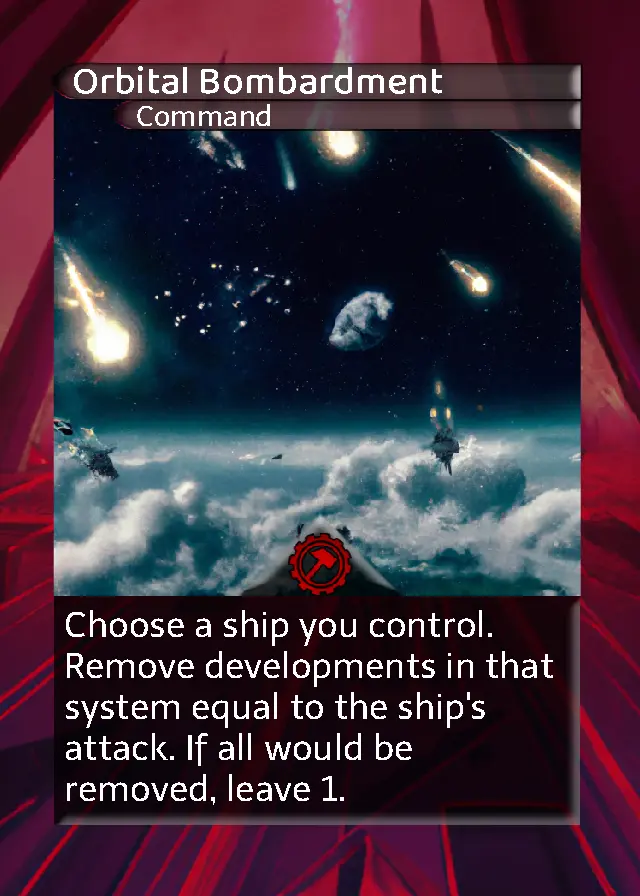 Orbital Bombardment
Command
Choose a ship you control.
Remove developments in that
system equal to the ship's
attack. If all would be
removed, leave 1.